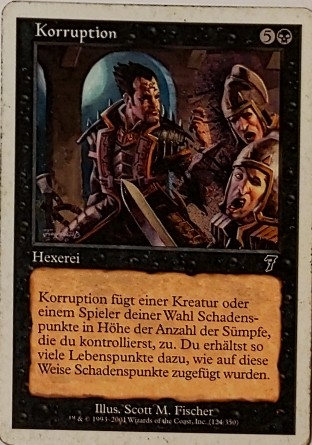 Korruption 5
Hexerei 7
Korruption fügt einer Kreatur oder
einem Spieler deiner Wahl Schadens-
punkte in Höhe der Anzahl der Sümpfe,
die du kontrollierst, zu. Du erhältst so
viele Lebenspunkte dazu, wie auf diese
Weise Schadenspunkte zugefügt wurden.
Illus. Scott M. Fischer
& © 1993-2001 Wizards of the Coast, Inc. (124/350)